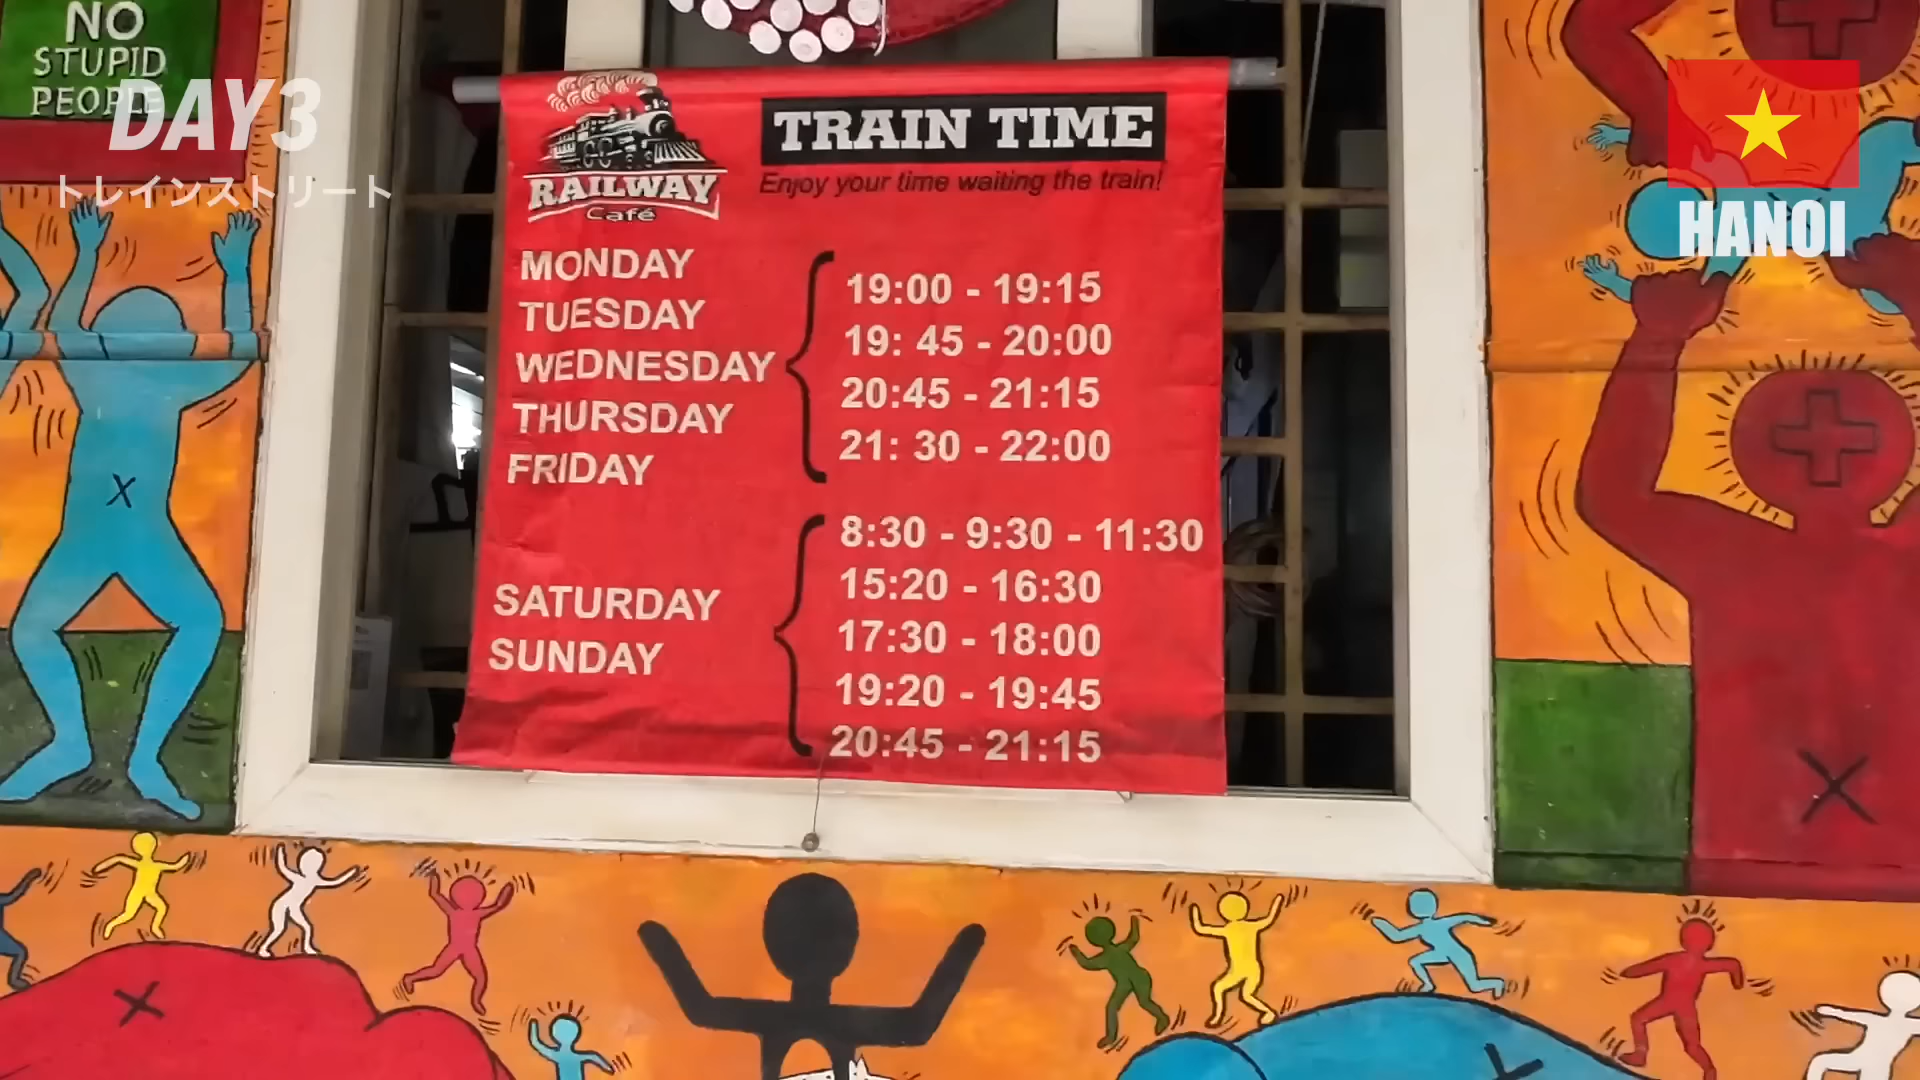 NO
STUPID
PEOPLE
DAY3
トレインストリート
HANOI
RAILWAY
Café
TRAIN TIME
Enjoy your time waiting the train!
MONDAY
TUESDAY
WEDNESDAY
THURSDAY
FRIDAY
19:00 - 19:15
19: 45 - 20:00
20:45 - 21:15
21: 30 - 22:00
SATURDAY
SUNDAY
8:30 - 9:30 - 11:30
15:20 - 16:30
17:30 - 18:00
19:20 - 19:45
20:45 - 21:15